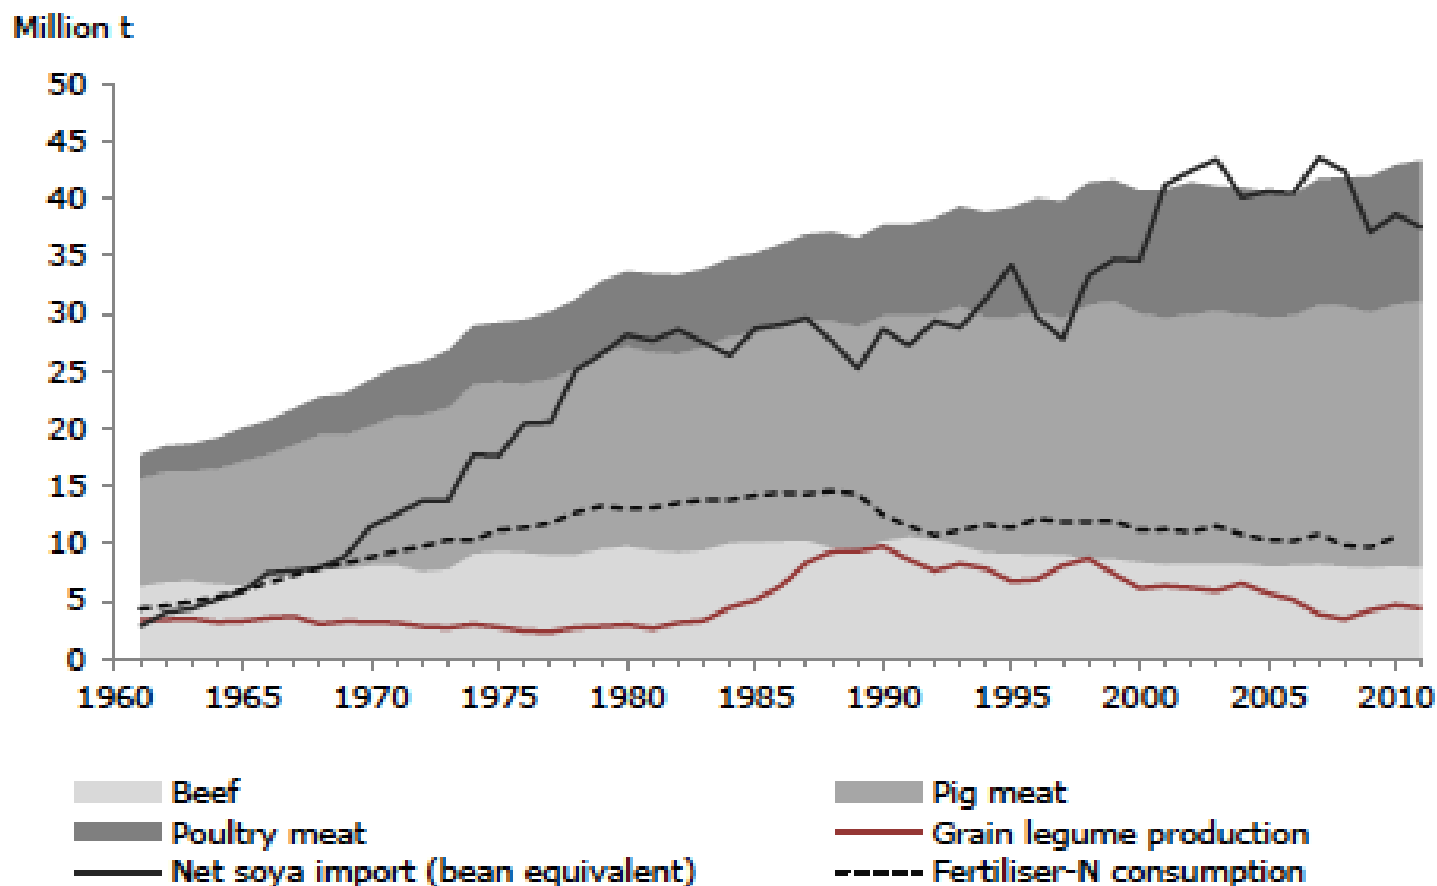 Million t
50
45
40
35
30
25
20
15
10
5
0
1960 1965 1970 1975 1980 1985 1990 1995 2000 2005 2010
Beef Pig meat
Poultry meat Grain legume production
Net soya import (bean equivalent) Fertiliser-N consumption